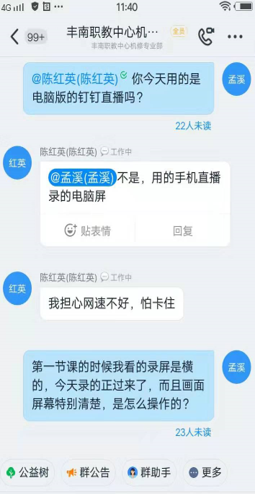 4G 11:40
99+ 丰南职教中心机… 全员
丰南职教中心机修专业部
@陈红英(陈红英) 你今天用的是
电脑版的钉钉直播吗?
孟溪
22人未读
红英
陈红英(陈红英) 工作中
@孟溪(孟溪) 不是，用的手机直播
录的电脑屏
贴表情 回复
陈红英(陈红英) 工作中
红英
我担心网速不好，怕卡住
第一节课的时候我看的录屏是横
的，今天录的正过来了，而且画面
屏幕特别清楚，是怎么操作的？
孟溪
23人未读
公益树 群公告 群助手 更多